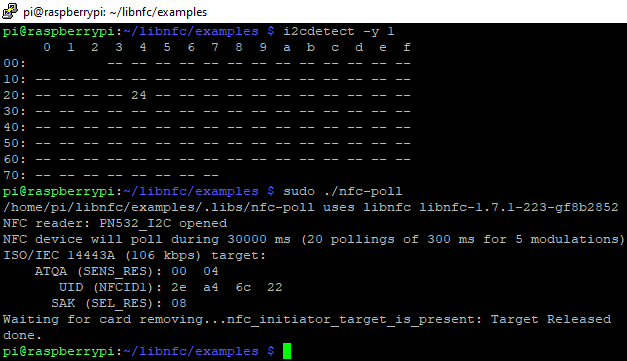 pi@raspberrypi: ~/libnfc/examples
pi@raspberrypi:~/libnfc/examples $ i2cdetect -y 1
     0  1  2  3  4  5  6  7  8  9  a  b  c  d  e  f
00:          -- -- -- -- -- -- -- -- -- -- -- -- --
10: -- -- -- -- -- -- -- -- -- -- -- -- -- -- -- --
20: -- -- -- -- 24 -- -- -- -- -- -- -- -- -- -- --
30: -- -- -- -- -- -- -- -- -- -- -- -- -- -- -- --
40: -- -- -- -- -- -- -- -- -- -- -- -- -- -- -- --
50: -- -- -- -- -- -- -- -- -- -- -- -- -- -- -- --
60: -- -- -- -- -- -- -- -- -- -- -- -- -- -- -- --
70: -- -- -- -- -- -- -- --
pi@raspberrypi:~/libnfc/examples $ sudo ./nfc-poll
/home/pi/libnfc/examples/.libs/nfc-poll uses libnfc libnfc-1.7.1-223-gf8b2852
NFC reader: PN532_I2C opened
NFC device will poll during 30000 ms (20 pollings of 300 ms for 5 modulations)
ISO/IEC 14443A (106 kbps) target:
    ATQA (SENS_RES): 00  04
       UID (NFCID1): 2e  a4  6c  22
      SAK (SEL_RES): 08
Waiting for card removing...nfc_initiator_target_is_present: Target Released
done.
pi@raspberrypi:~/libnfc/examples $